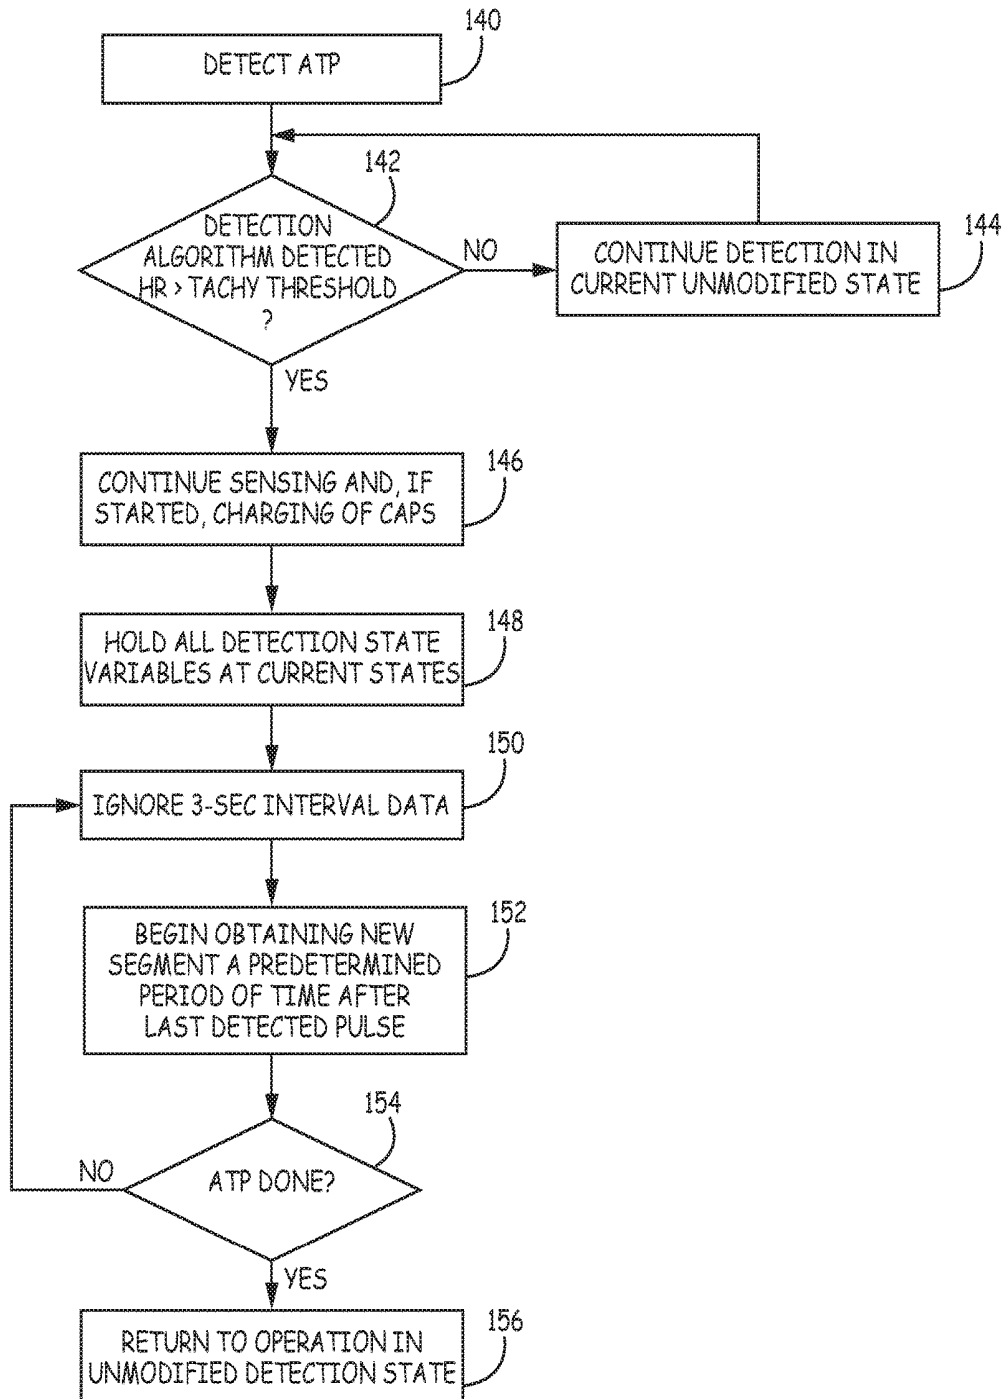 140
DETECT ATP
142
DETECTION
ALGORITHM DETECTED
HR > TACHY THRESHOLD
?
NO
144
CONTINUE DETECTION IN
CURRENT UNMODIFIED STATE
YES
146
CONTINUE SENSING AND, IF
STARTED, CHARGING OF CAPS
148
HOLD ALL DETECTION STATE
VARIABLES AT CURRENT STATES
150
IGNORE 3-SEC INTERVAL DATA
152
BEGIN OBTAINING NEW
SEGMENT A PREDETERMINED
PERIOD OF TIME AFTER
LAST DETECTED PULSE
154
NO
ATP DONE?
YES
156
RETURN TO OPERATION IN
UNMODIFIED DETECTION STATE